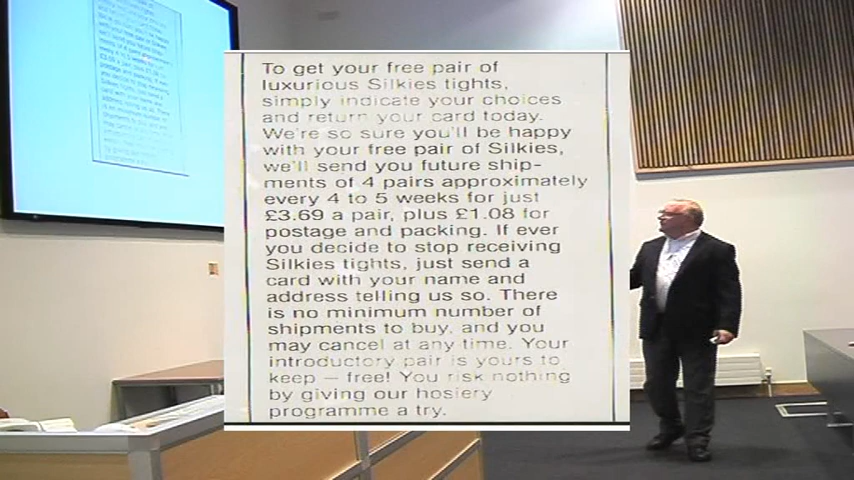 To get your free pair of
luxurious Silkies tights,
simply indicate your choices
and return your card today.
We're so sure you'll be happy
with your free pair of Silkies,
we'll send you future ship-
ments of 4 pairs approximately
every 4 to 5 weeks for just
£3.69 a pair, plus £1.08 for
postage and packing. If ever
you decide to stop receiving
Silkies tights, just send a
card with your name and
address telling us so. There
is no minimum number of
shipments to buy, and you
may cancel at any time. Your
introductory pair is yours to
keep — free! You risk nothing
by giving our hosiery
programme a try.